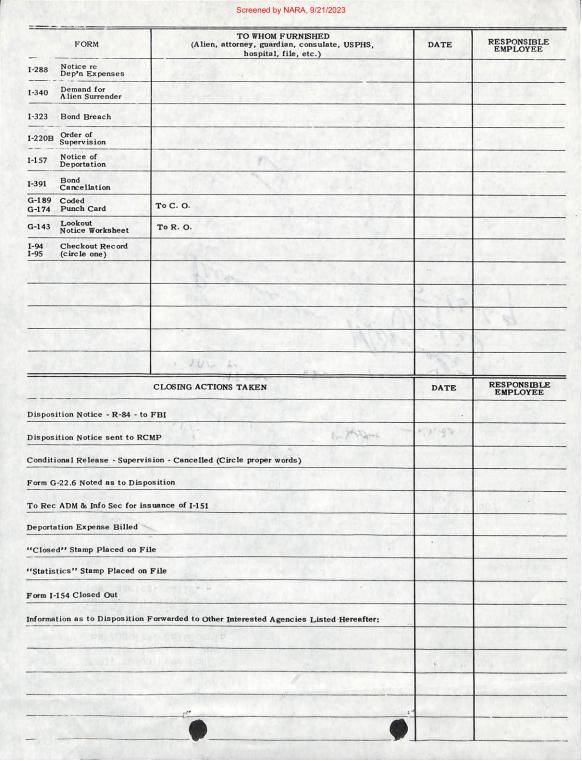 Screened by NARA, 9/21/2023
FORM
TO WHOM FURNISHED
(Alien, attorney, guardian, consulate, USPHS,
hospital, file, etc.)
DATE
RESPONSIBLE
EMPLOYEE
I-288 Notice re
Dep'n Expenses
I-340 Demand for
Alien Surrender
I-323 Bond Breach
I-220B Order of
Supervision
I-157 Notice of
Deportation
I-391 Bond
Cancellation
G-189 Coded
G-174 Punch Card
To C. O.
G-143 Lookout
Notice Worksheet
To R. O.
I-94 Checkout Record
I-95 (circle one)
CLOSING ACTIONS TAKEN
DATE
RESPONSIBLE
EMPLOYEE
Disposition Notice - R-84 - to FBI
Disposition Notice sent to RCMP
Conditional Release - Supervision - Cancelled (Circle proper words)
Form G-22.6 Noted as to Disposition
To Rec ADM & Info Sec for issuance of I-151
Deportation Expense Billed
"Closed" Stamp Placed on File
"Statistics" Stamp Placed on File
Form I-154 Closed Out
Information as to Disposition Forwarded to Other Interested Agencies Listed Hereafter: